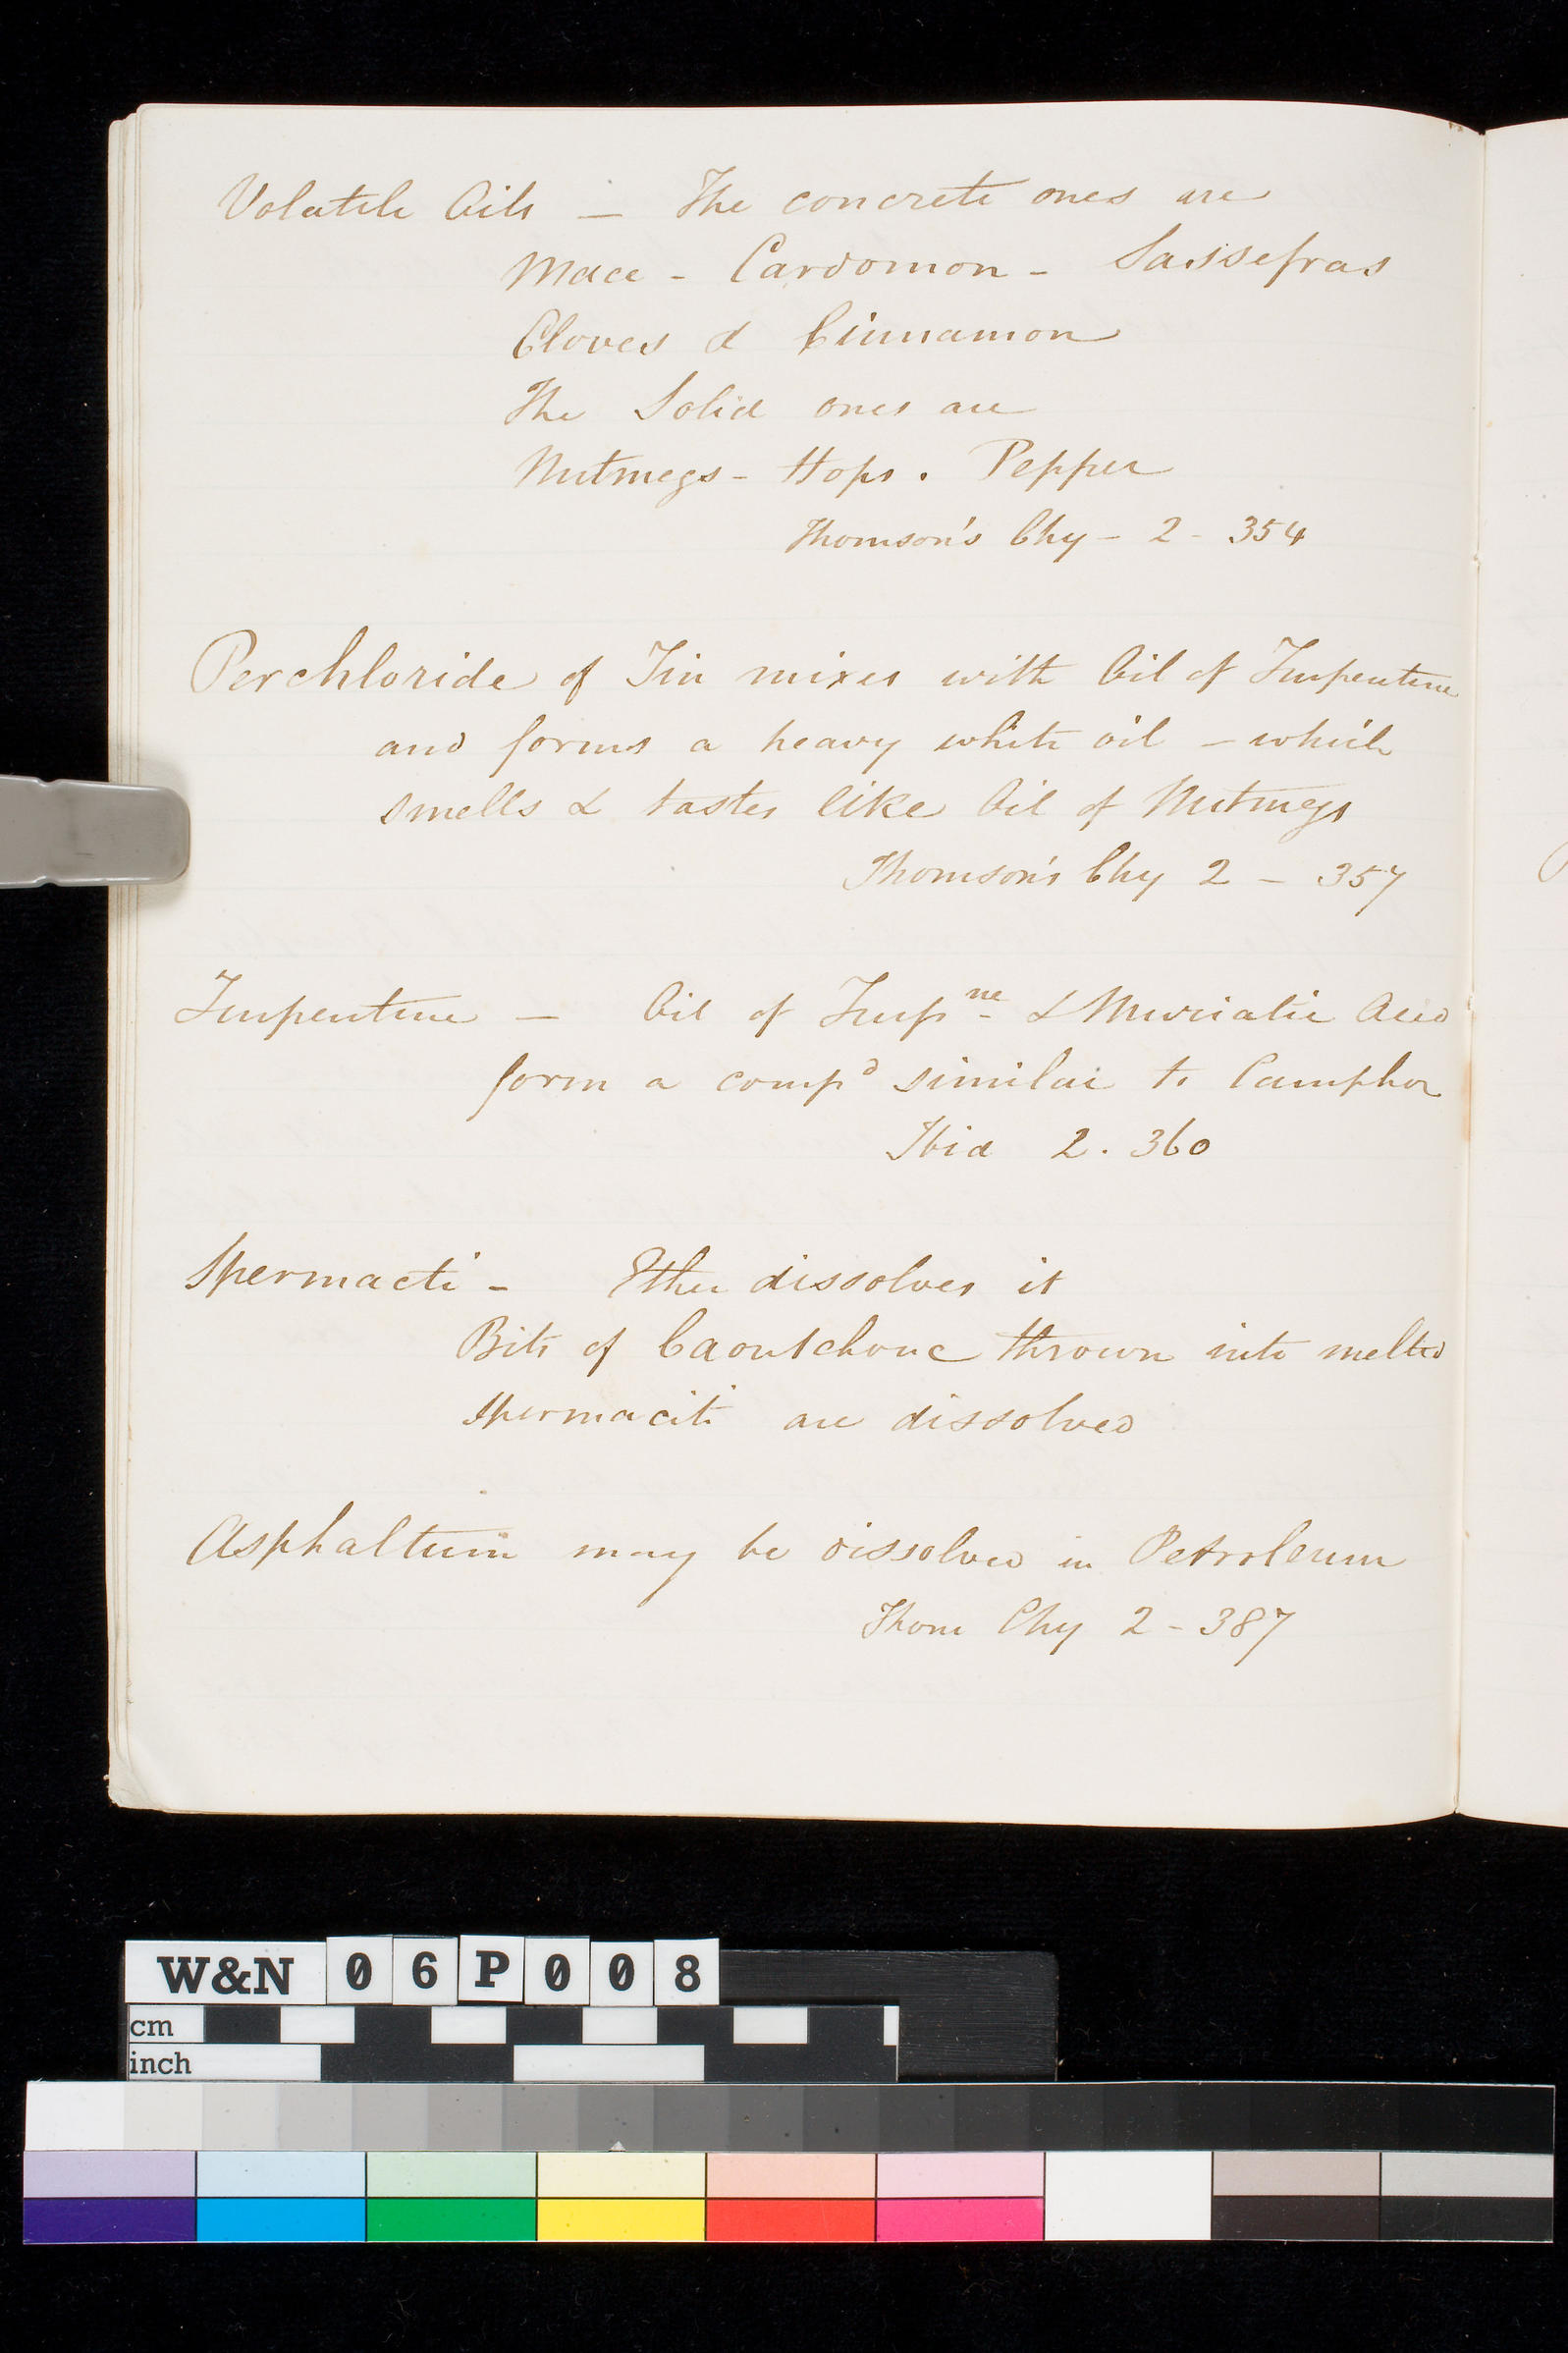 Volatile Oils — The concrete ones are
Mace - Cardomon - Sassefras
Cloves & Cinnamon
The Solid ones are
Nutmegs - Hops . Pepper
Thomson's Chy - 2 - 354
Perchloride of Tin mixes with Oil of Turpentine
and forms a heavy white oil – which
smells & tastes like Oil of Nutmegs
Thomson's Chy 2 – 357
Turpentine — Oil of Turpne & Muriatic Acid
form a compd similar to Camphor
Ibid 2 . 360
Spermacti - Ether dissolves it
Bits of Caoutchouc thrown into melted
spermaciti are dissolved
Asphaltum may be dissolved in Petroleum
Thom Chy 2 - 387
W&N 06P008
cm
inch